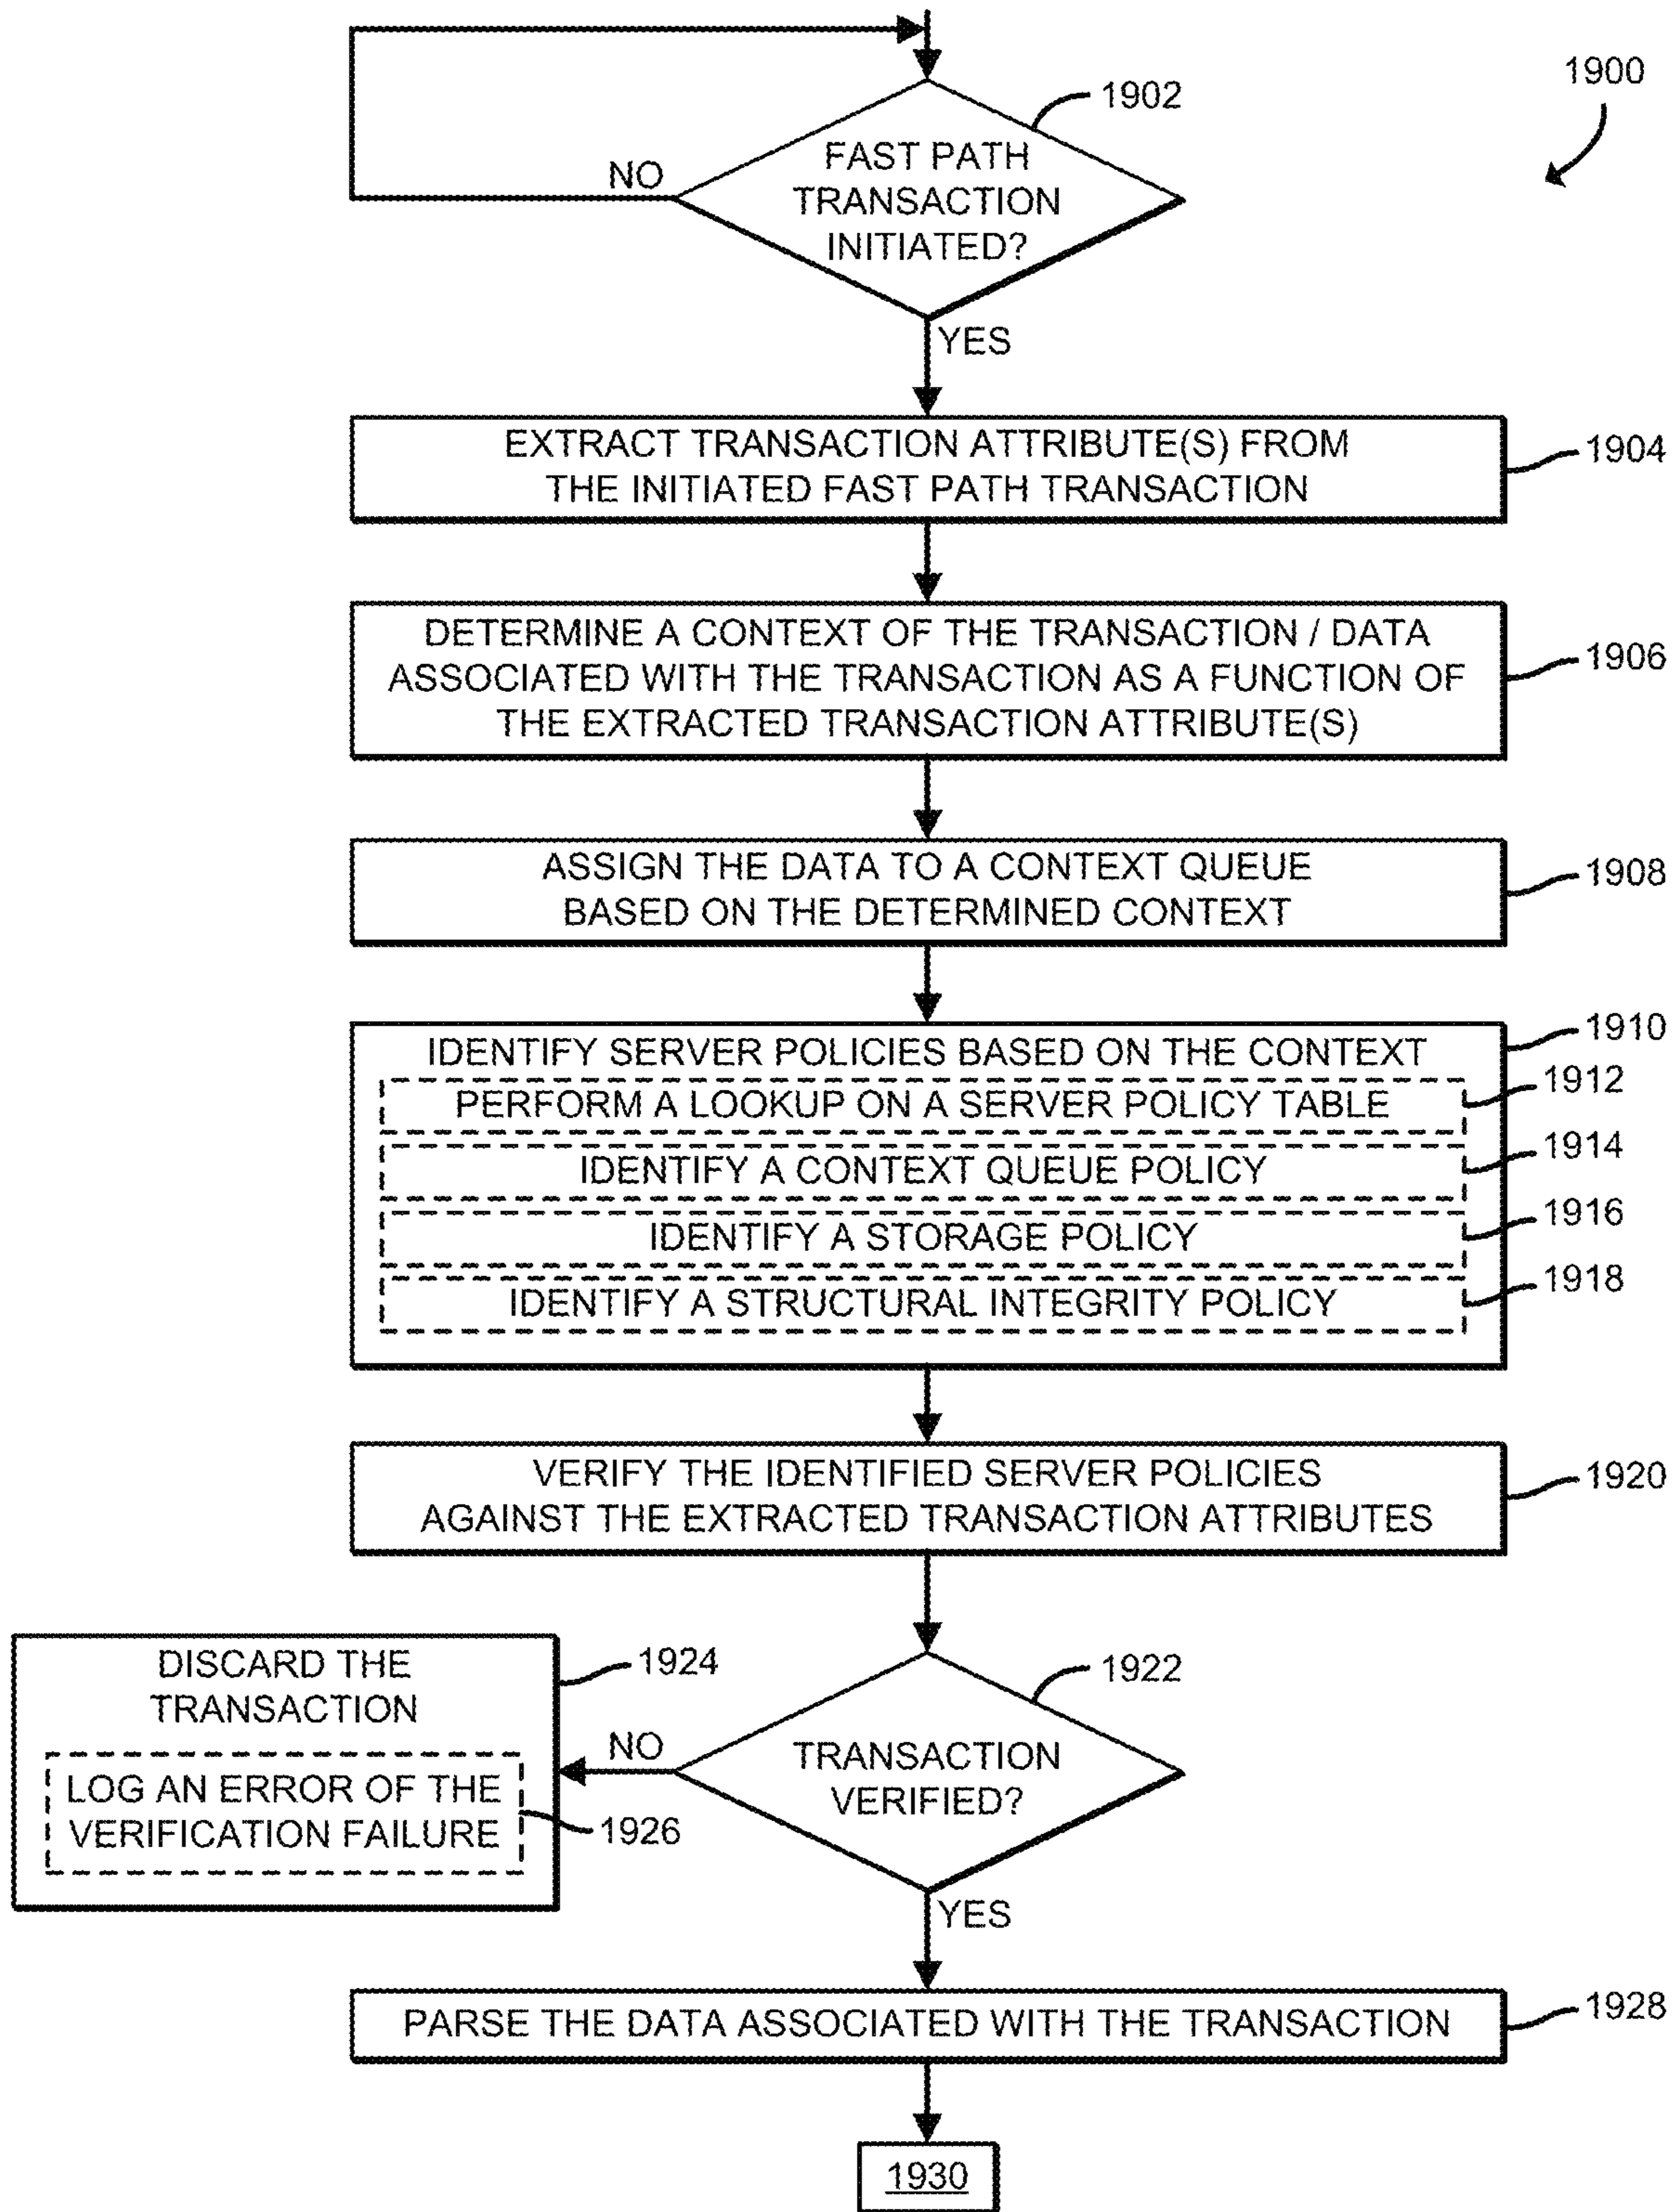 1900
1902
FAST PATH
TRANSACTION
INITIATED?
NO
YES
EXTRACT TRANSACTION ATTRIBUTE(S) FROM
THE INITIATED FAST PATH TRANSACTION
1904
DETERMINE A CONTEXT OF THE TRANSACTION / DATA
ASSOCIATED WITH THE TRANSACTION AS A FUNCTION OF
THE EXTRACTED TRANSACTION ATTRIBUTE(S)
1906
ASSIGN THE DATA TO A CONTEXT QUEUE
BASED ON THE DETERMINED CONTEXT
1908
IDENTIFY SERVER POLICIES BASED ON THE CONTEXT
1910
PERFORM A LOOKUP ON A SERVER POLICY TABLE
1912
IDENTIFY A CONTEXT QUEUE POLICY
1914
IDENTIFY A STORAGE POLICY
1916
IDENTIFY A STRUCTURAL INTEGRITY POLICY
1918
VERIFY THE IDENTIFIED SERVER POLICIES
AGAINST THE EXTRACTED TRANSACTION ATTRIBUTES
1920
TRANSACTION
VERIFIED?
1922
NO
DISCARD THE
TRANSACTION
1924
LOG AN ERROR OF THE
VERIFICATION FAILURE
1926
YES
PARSE THE DATA ASSOCIATED WITH THE TRANSACTION
1928
1930